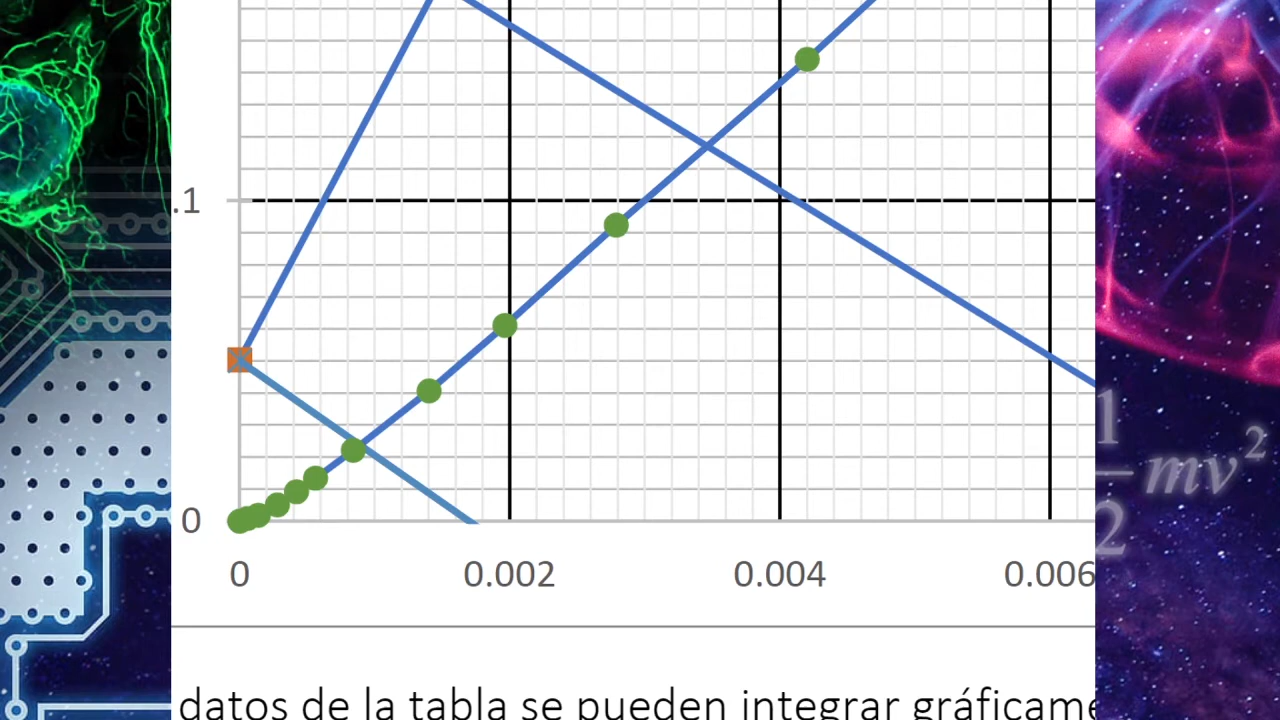 .1
0
0 0.002 0.004 0.006
datos de la tabla se pueden integrar gráficame
1/2 mv²